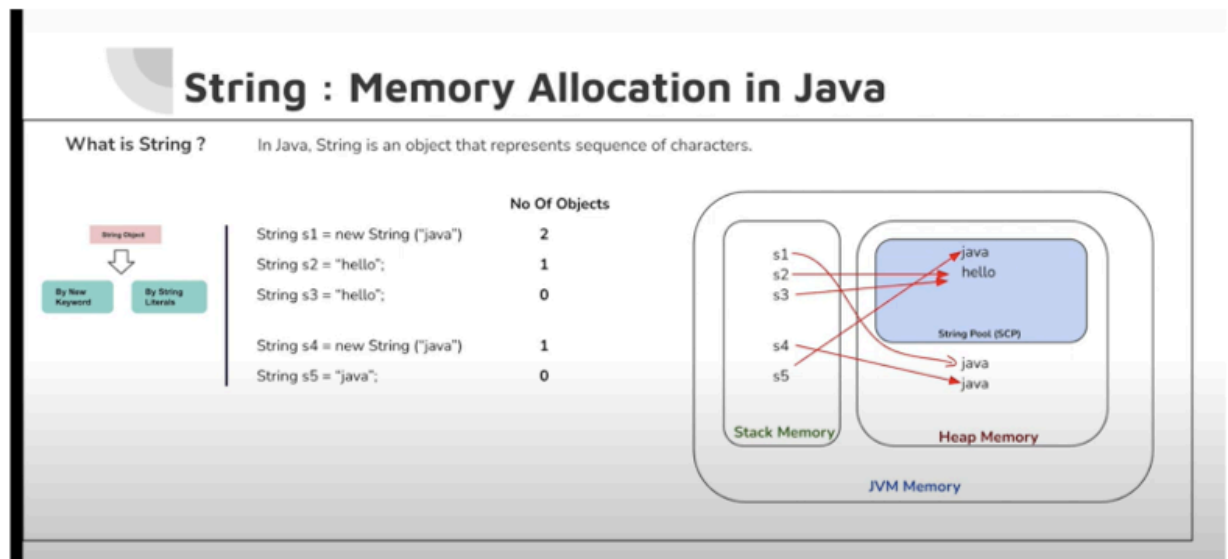 String : Memory Allocation in Java
What is String ?
In Java, String is an object that represents sequence of characters.
String Object
By New
Keyword
By String
Literals
No Of Objects
String s1 = new String (“java”) 2
String s2 = “hello”; 1
String s3 = “hello”; 0
String s4 = new String (“java”) 1
String s5 = “java”; 0
s1
s2
s3
s4
s5
Stack Memory
java
hello
String Pool (SCP)
java
java
Heap Memory
JVM Memory